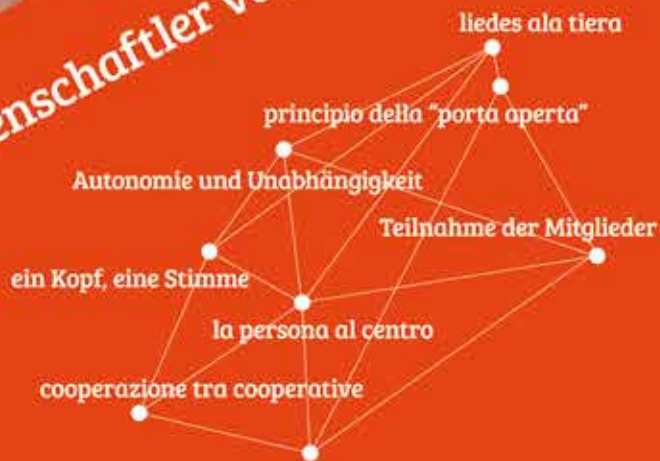 liedes ala tiera
principio della "porta aperta"
Autonomie und Unabhängigkeit
Teilnahme der Mitglieder
ein Kopf, eine Stimme
la persona al centro
cooperazione tra cooperative